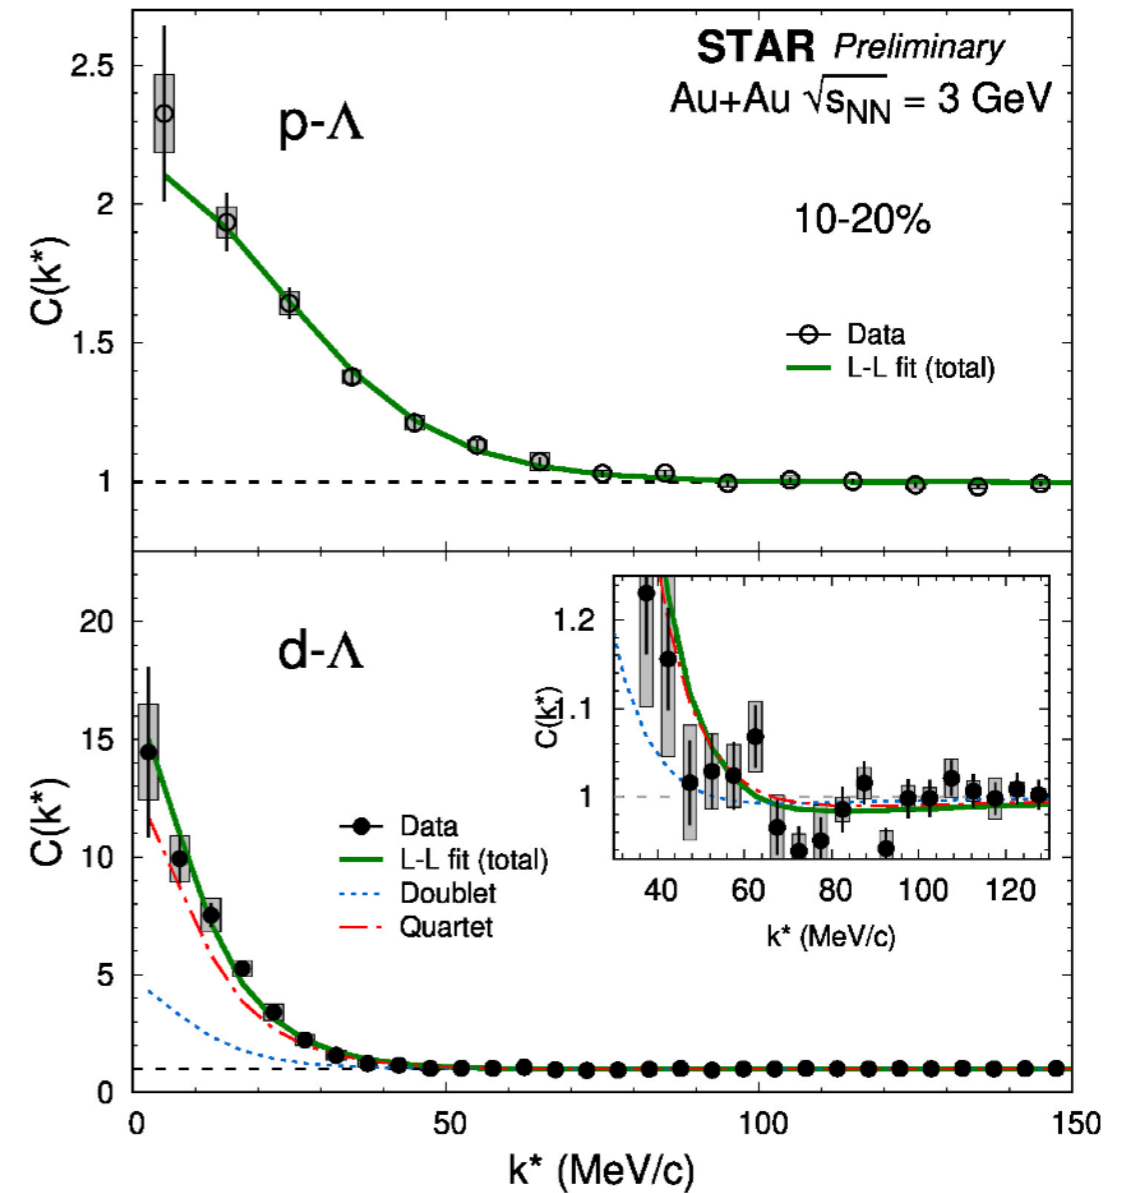 STAR Preliminary
Au+Au √sNN = 3 GeV
p-Λ
10-20%
Data
L-L fit (total)
C(k*)
2.5
2
1.5
1
d-Λ
C(k*)
20
15
10
5
0
Data
L-L fit (total)
Doublet
Quartet
C(k*)
1.2
1.1
1
40 60 80 100 120
k* (MeV/c)
0 50 100 150
k* (MeV/c)